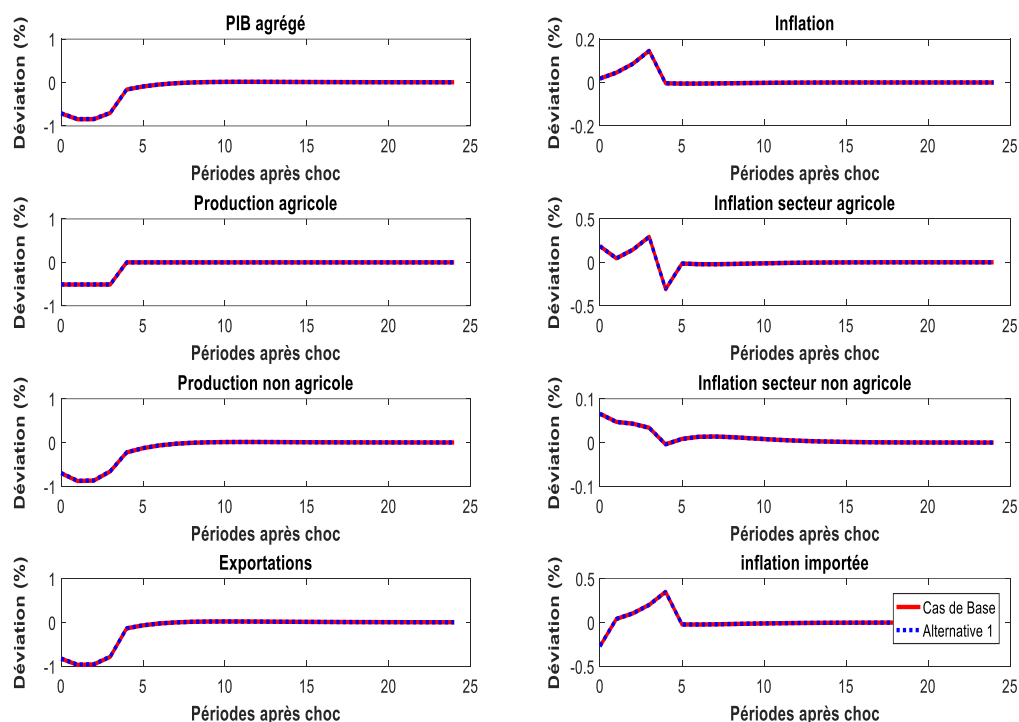 PIB agrégé
Déviation (%)
1
0
-1
0
5
10
15
20
25
Périodes après choc
Inflation
Déviation (%)
0.2
0
-0.2
0
5
10
15
20
25
Périodes après choc
Production agricole
Déviation (%)
1
0
-1
0
5
10
15
20
25
Périodes après choc
Inflation secteur agricole
Déviation (%)
0.5
0
-0.5
0
5
10
15
20
25
Périodes après choc
Production non agricole
Déviation (%)
1
0
-1
0
5
10
15
20
25
Périodes après choc
Inflation secteur non agricole
Déviation (%)
0.1
0
-0.1
0
5
10
15
20
25
Périodes après choc
Exportations
Déviation (%)
1
0
-1
0
5
10
15
20
25
Périodes après choc
inflation importée
Déviation (%)
0.5
0
-0.5
0
5
10
15
20
25
Périodes après choc
Cas de Base
Alternative 1